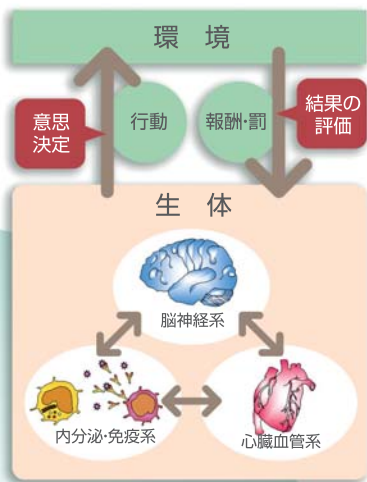 環　境
意思
決定
行動
報酬・罰
結果の
評価
生　体
脳神経系
内分泌・免疫系
心臓血管系